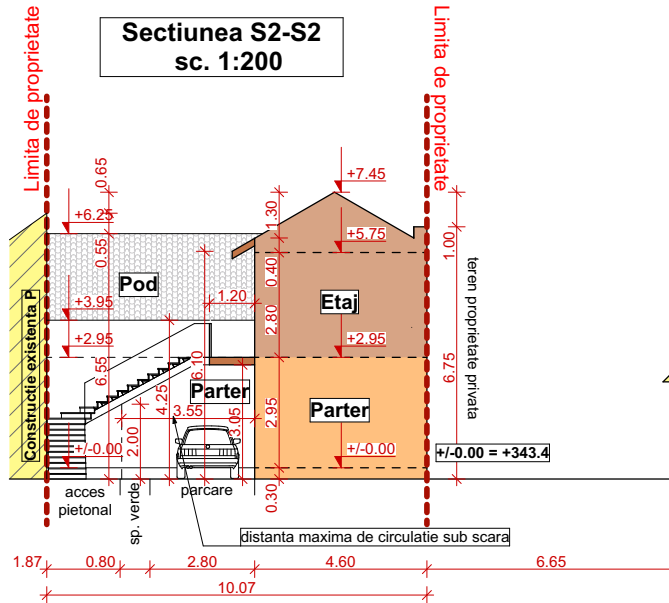 Sectiunea S2-S2
sc. 1:200
Limita de proprietate
Limita de proprietate
0.65
+7.45
+6.25
1.30
+5.75
1.00
0.55
0.40
Pod
1.20
Etaj
teren proprietate privata
+3.95
2.80
+2.95
+2.95
6.55
6.10
4.25
6.75
Constructie existenta P
Parter
Parter
3.55
3.05
2.95
2.00
+/-0.00
+/-0.00
+/-0.00 = +343.4
0.30
acces
pietonal
sp. verde
parcare
distanta maxima de circulatie sub scara
1.87
0.80
2.80
4.60
6.65
10.07